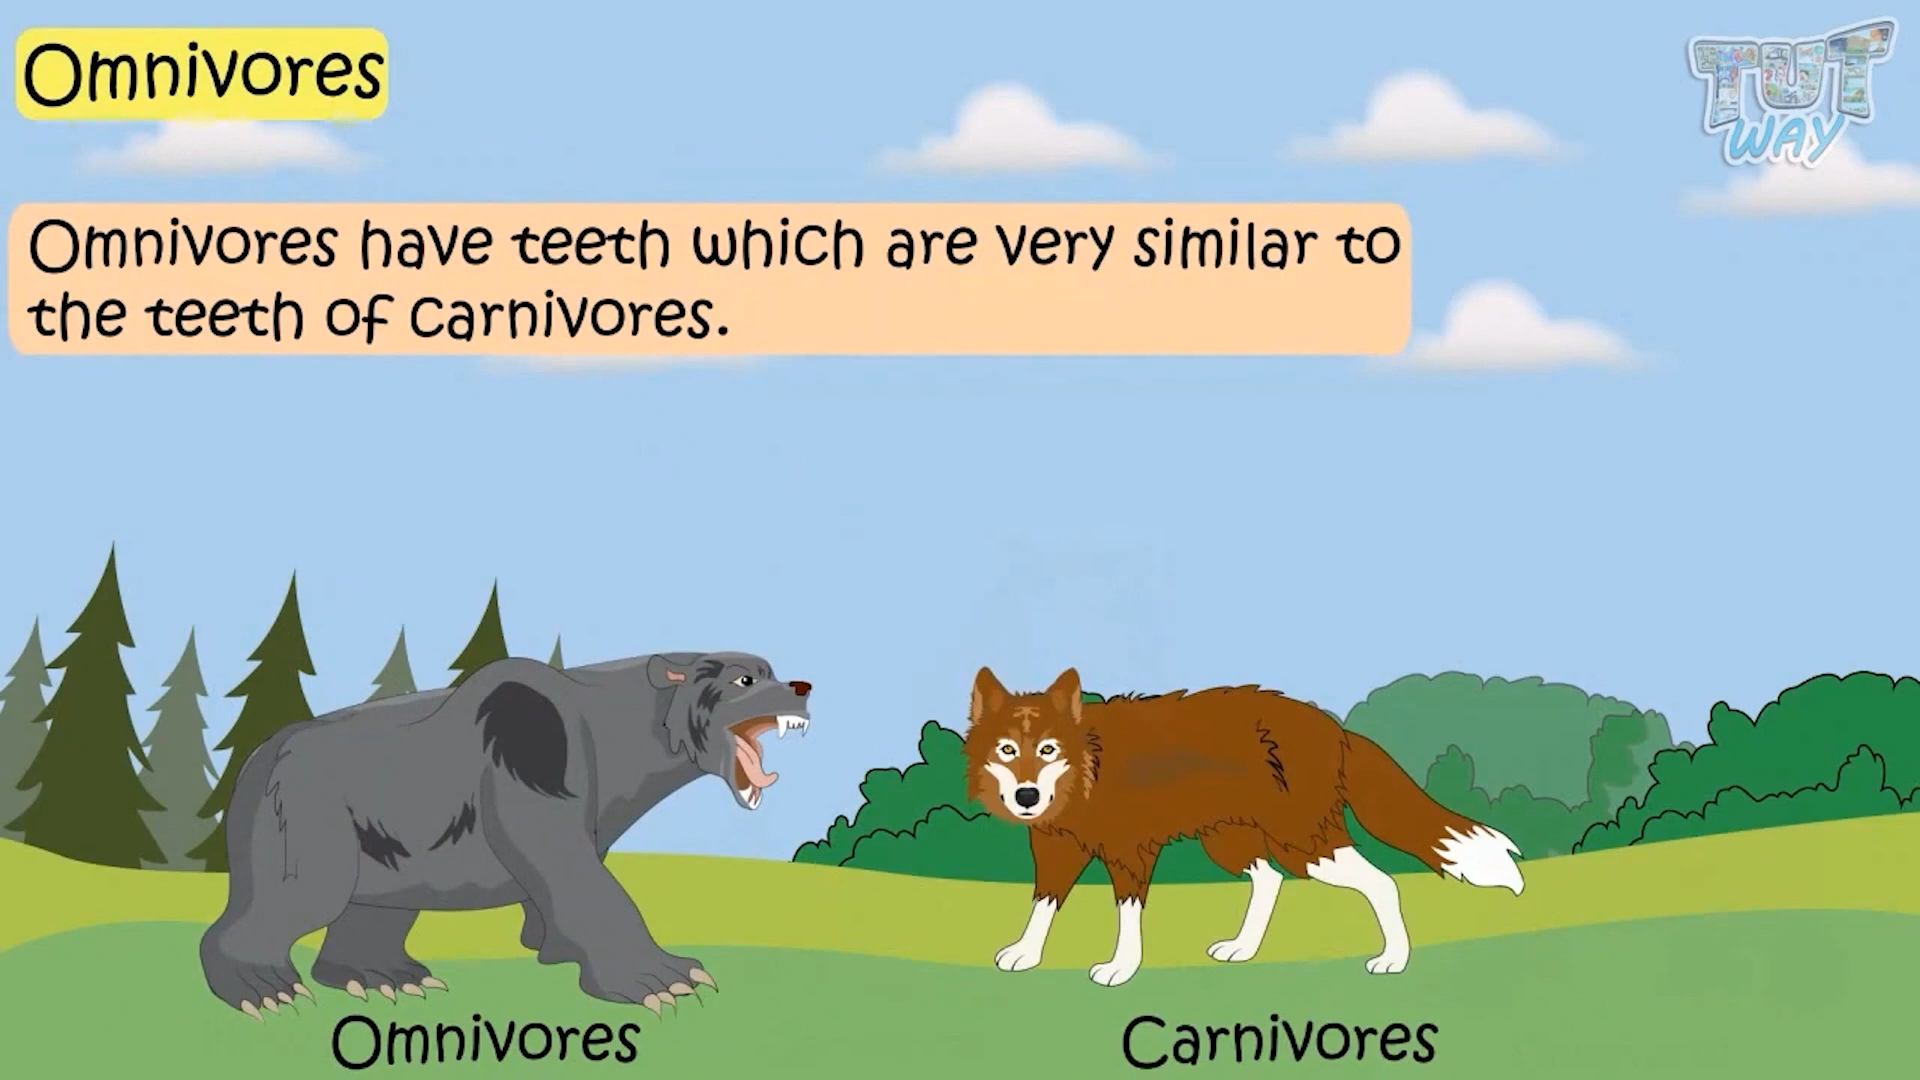 Omnivores
TUT
WAY
Omnivores have teeth which are very similar to
the teeth of carnivores.
Omnivores
Carnivores